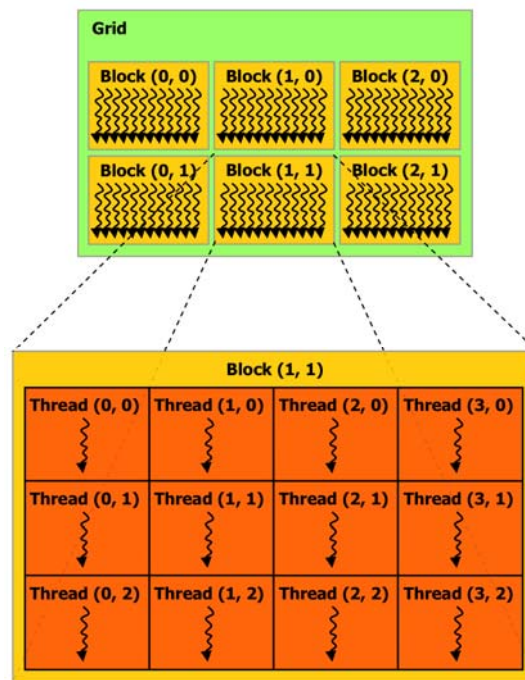 Grid
Block (0, 0) Block (1, 0) Block (2, 0)
Block (0, 1) Block (1, 1) Block (2, 1)
Block (1, 1)
Thread (0, 0) Thread (1, 0) Thread (2, 0) Thread (3, 0)
Thread (0, 1) Thread (1, 1) Thread (2, 1) Thread (3, 1)
Thread (0, 2) Thread (1, 2) Thread (2, 2) Thread (3, 2)